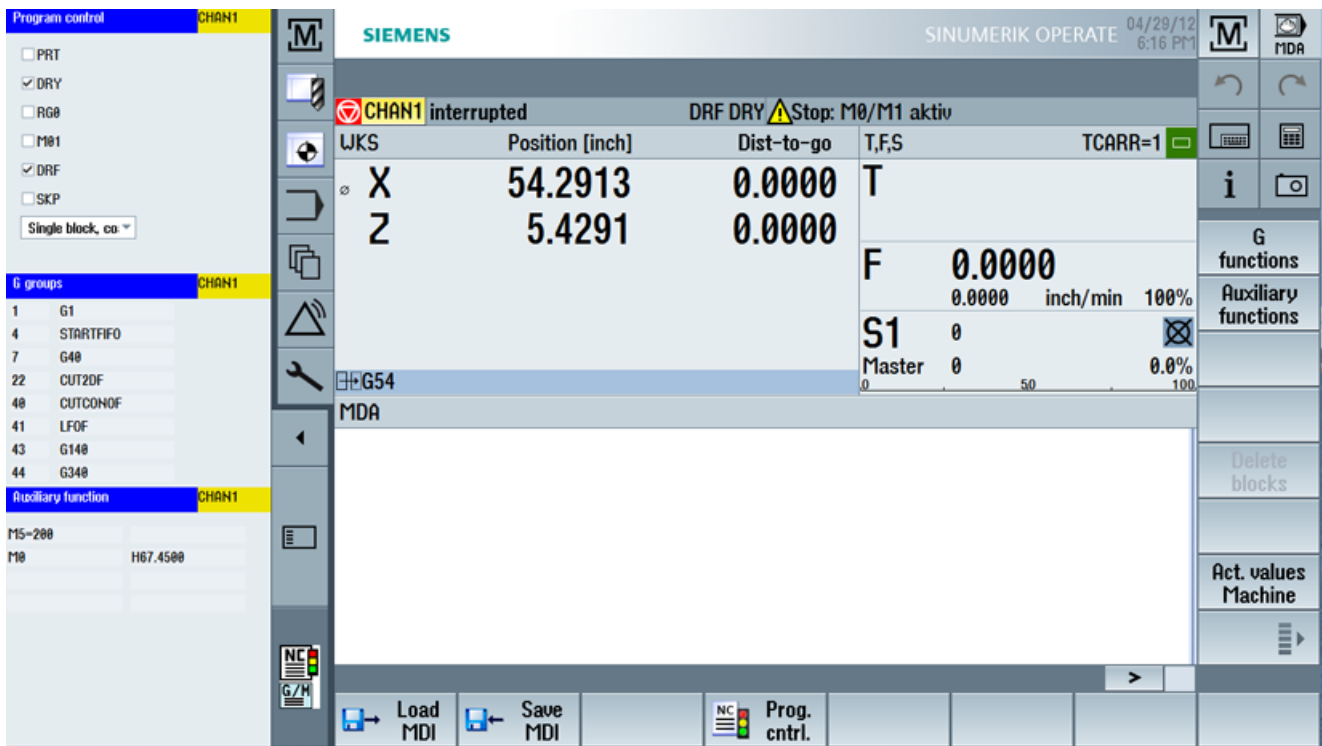 Program control CHAN1
PRT
DRY
RG0
M01
DRF
SKP
Single block, co
G groups CHAN1
1 G1
4 STARTFIFO
7 G40
22 CUT2DF
40 CUTCONOF
41 LFOF
43 G140
44 G340
Auxiliary function CHAN1
M5=200
M0 H67.4500
M
NC
G/M
SIEMENS
SINUMERIK OPERATE 04/29/12
6:16 PM
CHAN1 interrupted DRF DRY Stop: M0/M1 aktiv
WKS Position [inch] Dist-to-go
⌀ X 54.2913 0.0000
Z 5.4291 0.0000
G54
T,F,S TCARR=1
T
F 0.0000
0.0000 inch/min 100%
S1 0
Master 0 0.0%
0 50 100
MDA
>
Load
MDI
Save
MDI
NC
Prog.
cntrl.
M
MDA
i
G
functions
Auxiliary
functions
Delete
blocks
Act. values
Machine